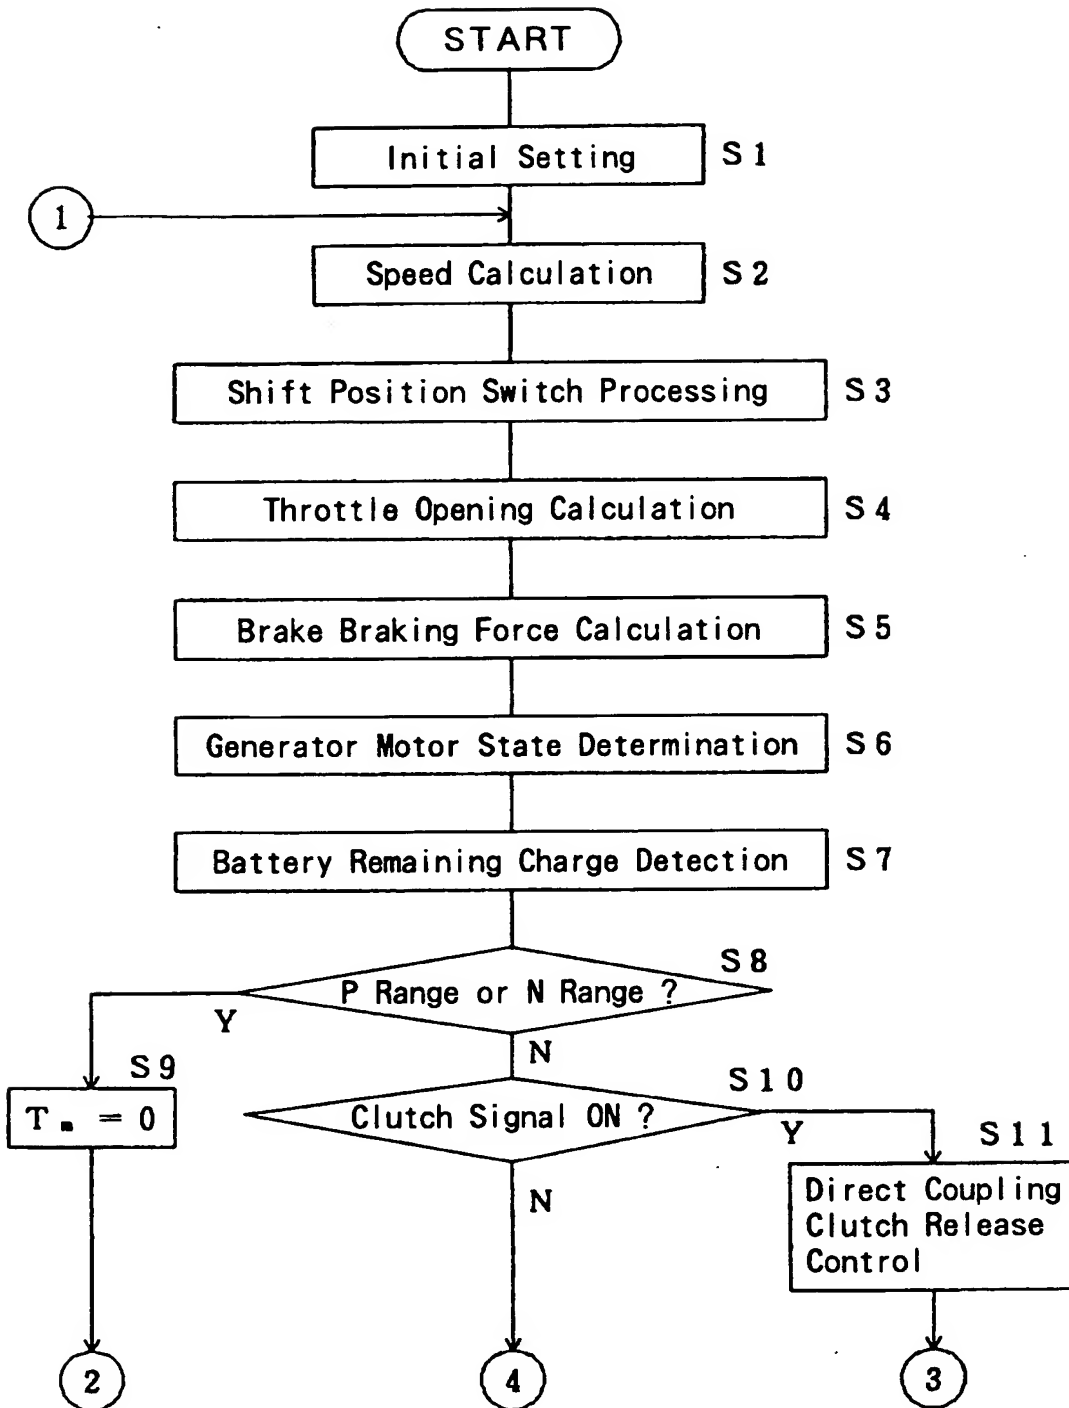 START
Initial Setting S1
1
Speed Calculation S2
Shift Position Switch Processing S3
Throttle Opening Calculation S4
Brake Braking Force Calculation S5
Generator Motor State Determination S6
Battery Remaining Charge Detection S7
S8
P Range or N Range ?
Y
N
S9
Tm = 0
S10
Clutch Signal ON ?
Y
N
S11
Direct Coupling
Clutch Release
Control
2
4
3